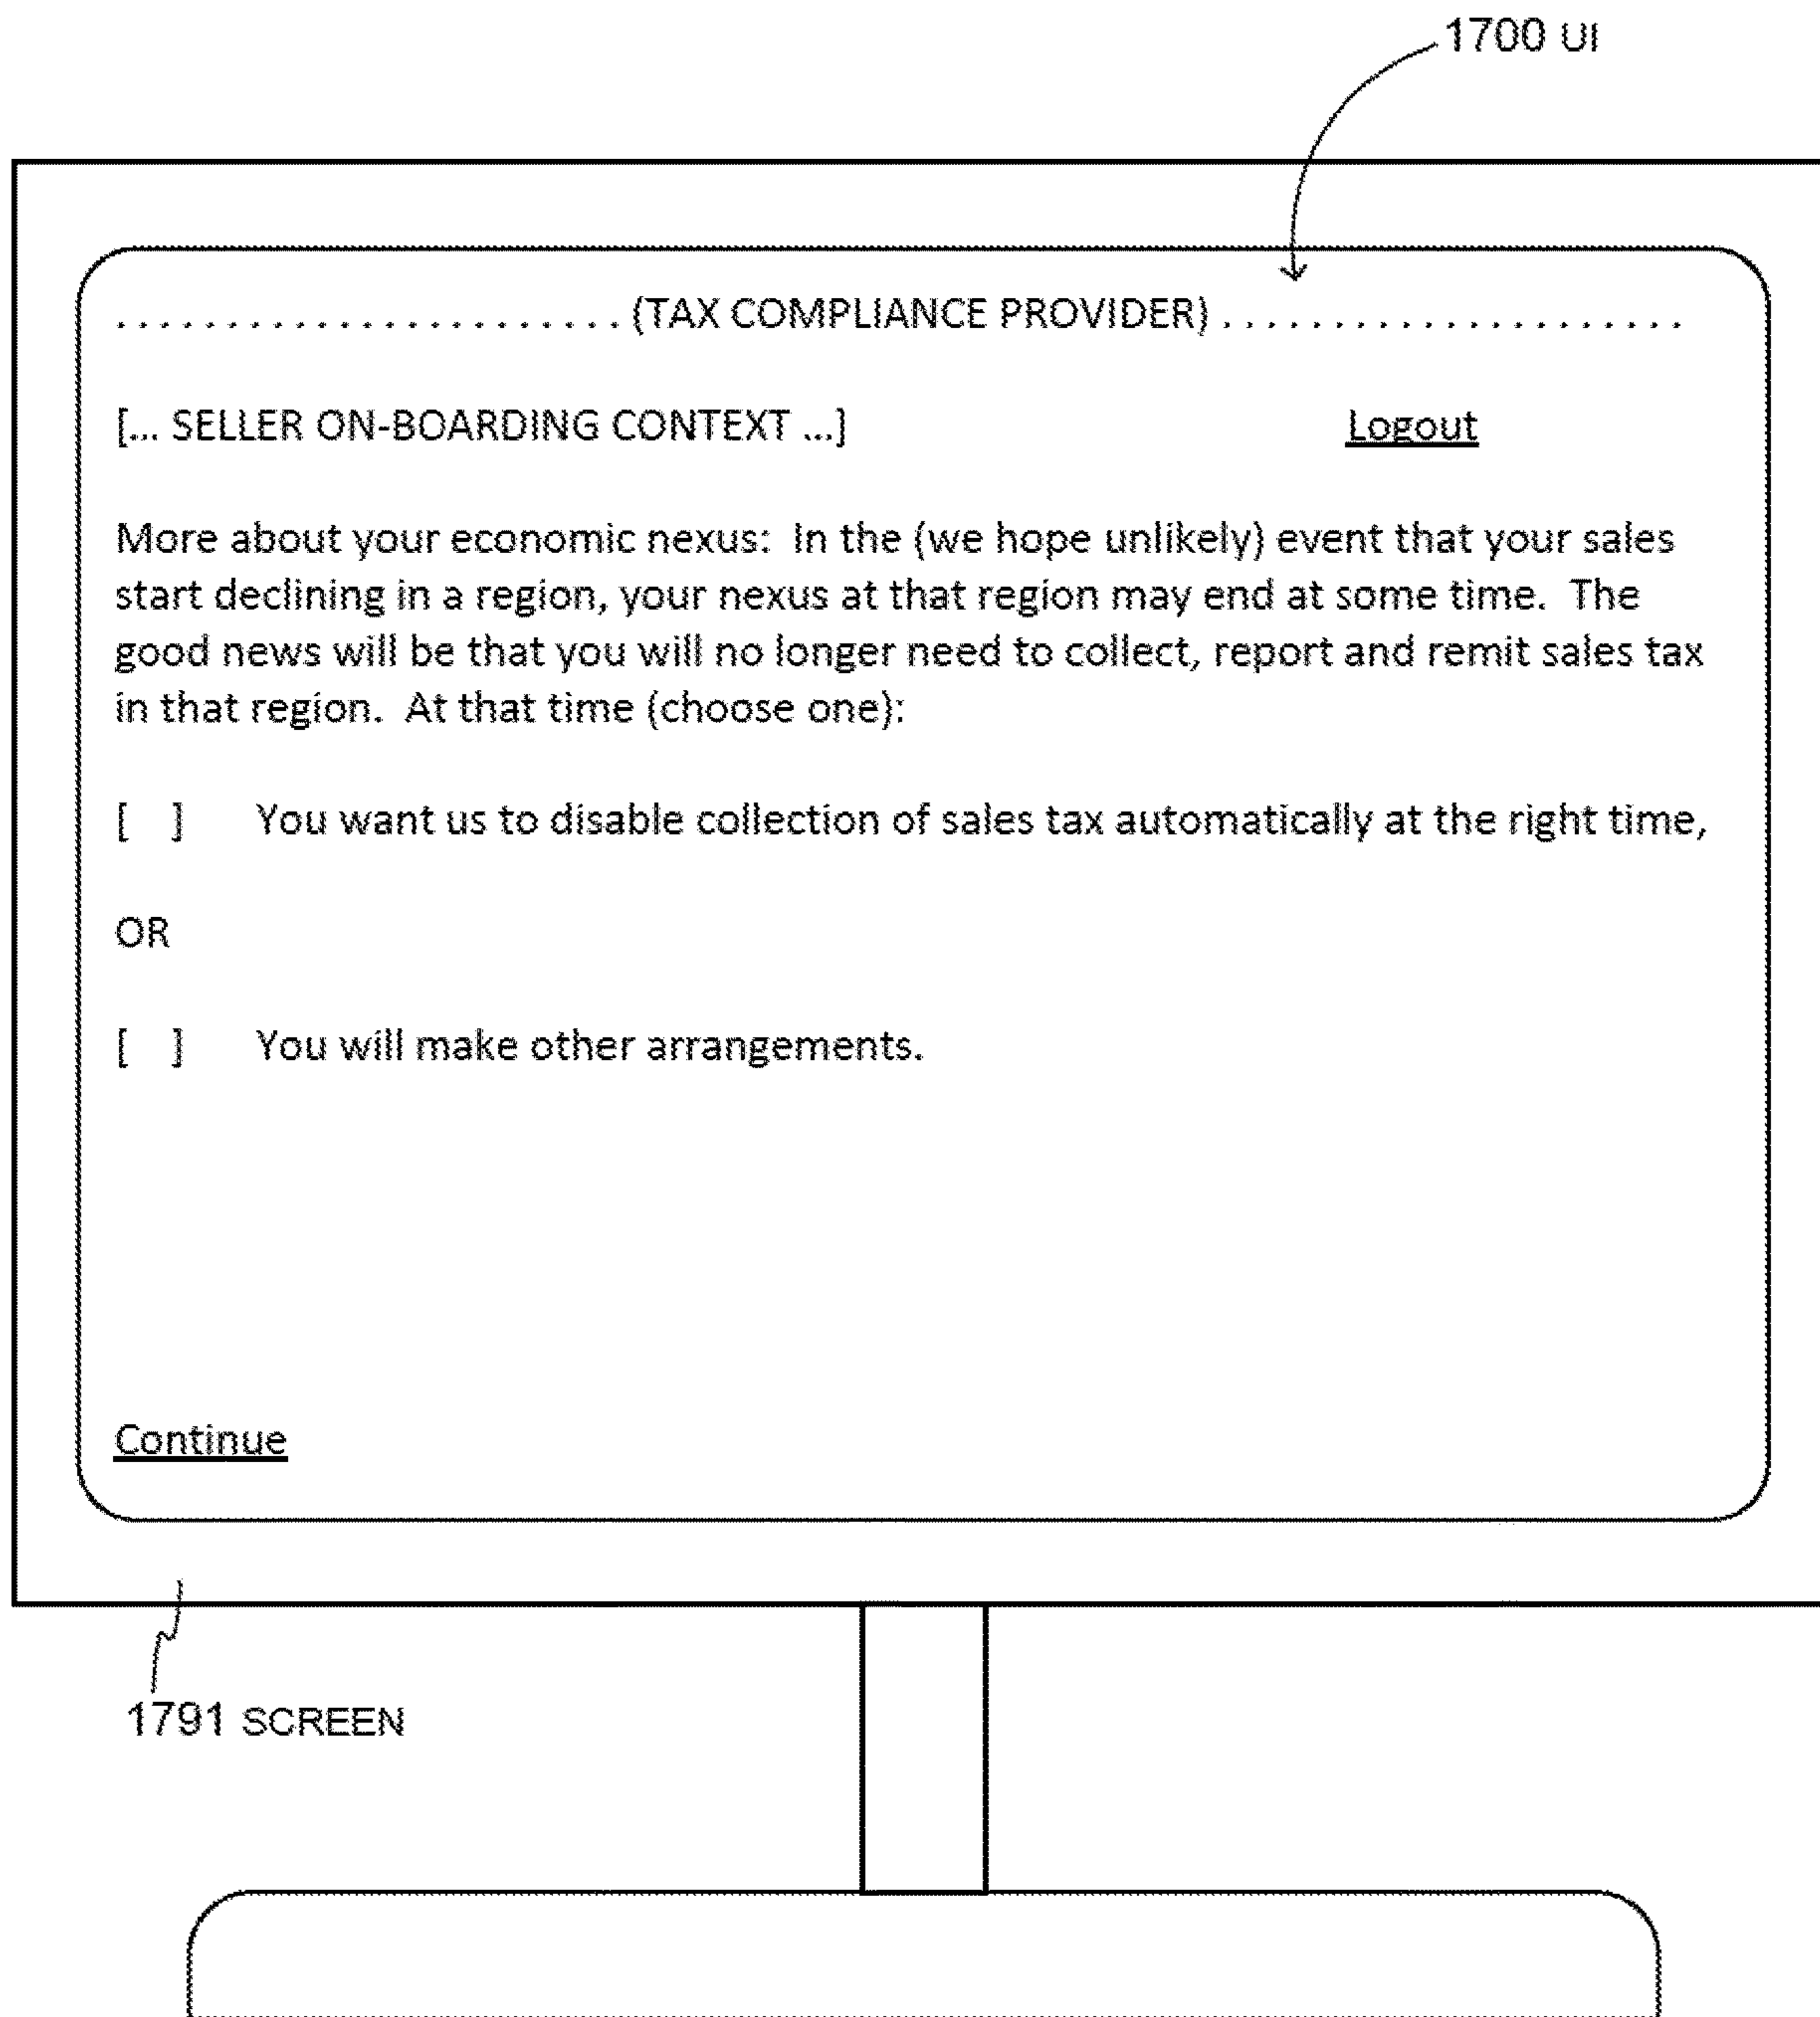 1700 UI
. . . . . . . . . . . . . . . . . . . . . . . (TAX COMPLIANCE PROVIDER) . . . . . . . . . . . . . . . . . . . . .
[... SELLER ON-BOARDING CONTEXT ...] Logout
More about your economic nexus:  In the (we hope unlikely) event that your sales
start declining in a region, your nexus at that region may end at some time.  The
good news will be that you will no longer need to collect, report and remit sales tax
in that region.  At that time (choose one):
[ ] You want us to disable collection of sales tax automatically at the right time,
OR
[ ] You will make other arrangements.
Continue
1791 SCREEN